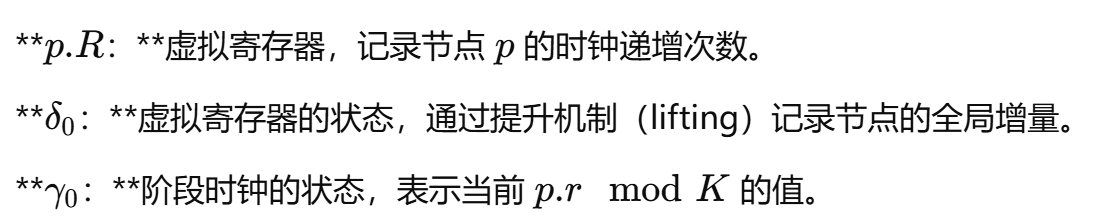 **p.R：**虚拟寄存器，记录节点 p 的时钟递增次数。
**δ₀：**虚拟寄存器的状态，通过提升机制（lifting）记录节点的全局增量。
**γ₀：**阶段时钟的状态，表示当前 p.r mod K 的值。